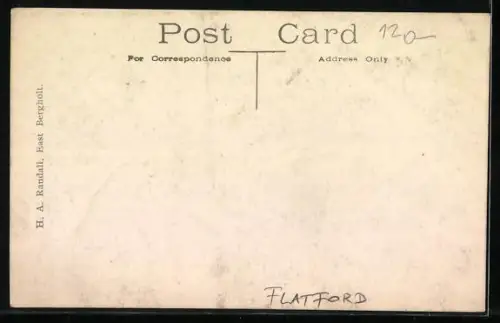 Post Card 120-
For Correspondence Address Only
H. A. Randall, East Bergholt.
FLATFORD